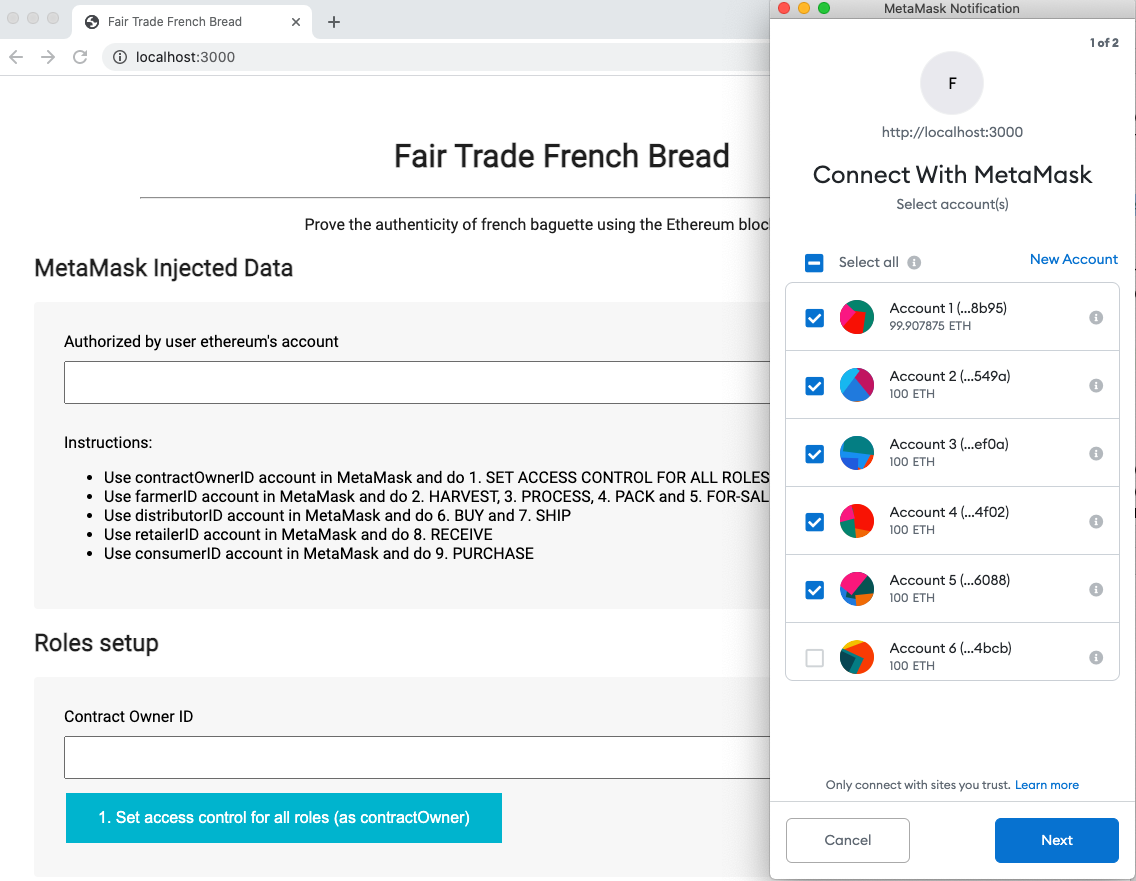 Fair Trade French Bread
localhost:3000
Fair Trade French Bread
Prove the authenticity of french baguette using the Ethereum
MetaMask Injected Data
Authorized by user ethereum's account
Instructions:
Use contractOwnerID account in MetaMask and do 1. SET ACCESS CONTROL FOR ALL ROLES
Use farmerID account in MetaMask and do 2. HARVEST, 3. PROCESS, 4. PACK and 5. FOR-SAL
Use distributorID account in MetaMask and do 6. BUY and 7. SHIP
Use retailerID account in MetaMask and do 8. RECEIVE
Use consumerID account in MetaMask and do 9. PURCHASE
Roles setup
Contract Owner ID
1. Set access control for all roles (as contractOwner)
MetaMask Notification
1 of 2
F
http://localhost:3000
Connect With MetaMask
Select account(s)
Select all
New Account
Account 1 (...8b95)
99.907875 ETH
Account 2 (...549a)
100 ETH
Account 3 (...ef0a)
100 ETH
Account 4 (...4f02)
100 ETH
Account 5 (...6088)
100 ETH
Account 6 (...4bcb)
100 ETH
Only connect with sites you trust. Learn more
Cancel
Next